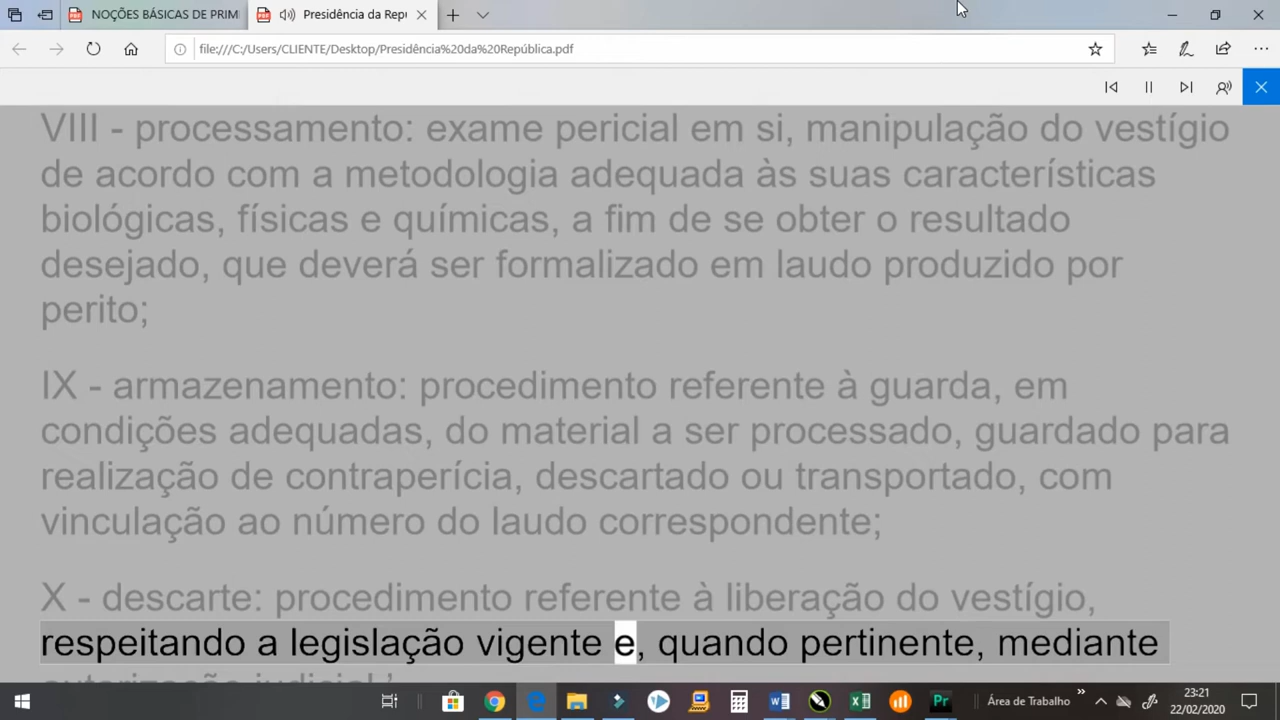 NOÇÕES BÁSICAS DE PRIM
Presidência da Repú
file:///C:/Users/CLIENTE/Desktop/Presidência%20da%20República.pdf
VIII - processamento: exame pericial em si, manipulação do vestígio
de acordo com a metodologia adequada às suas características
biológicas, físicas e químicas, a fim de se obter o resultado
desejado, que deverá ser formalizado em laudo produzido por
perito;
IX - armazenamento: procedimento referente à guarda, em
condições adequadas, do material a ser processado, guardado para
realização de contraperícia, descartado ou transportado, com
vinculação ao número do laudo correspondente;
X - descarte: procedimento referente à liberação do vestígio,
respeitando a legislação vigente e, quando pertinente, mediante
autorização judicial.’
Área de Trabalho
23:21
22/02/2020